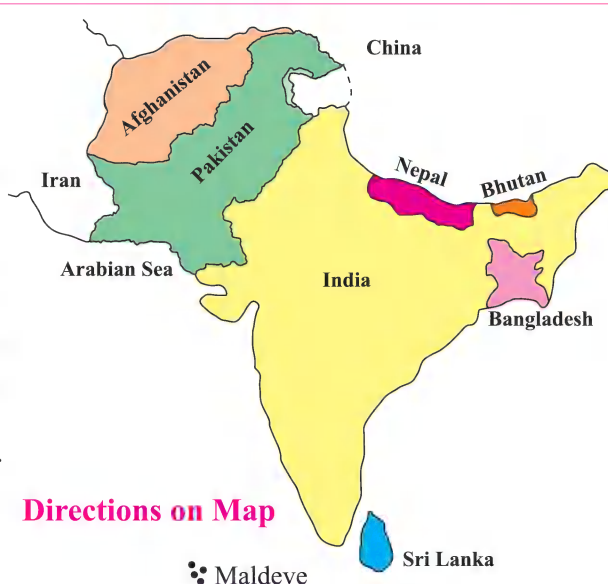 China
Afghanistan
Pakistan
Iran
Nepal
Bhutan
Arabian Sea
India
Bangladesh
Directions on Map
Sri Lanka
Maldeve